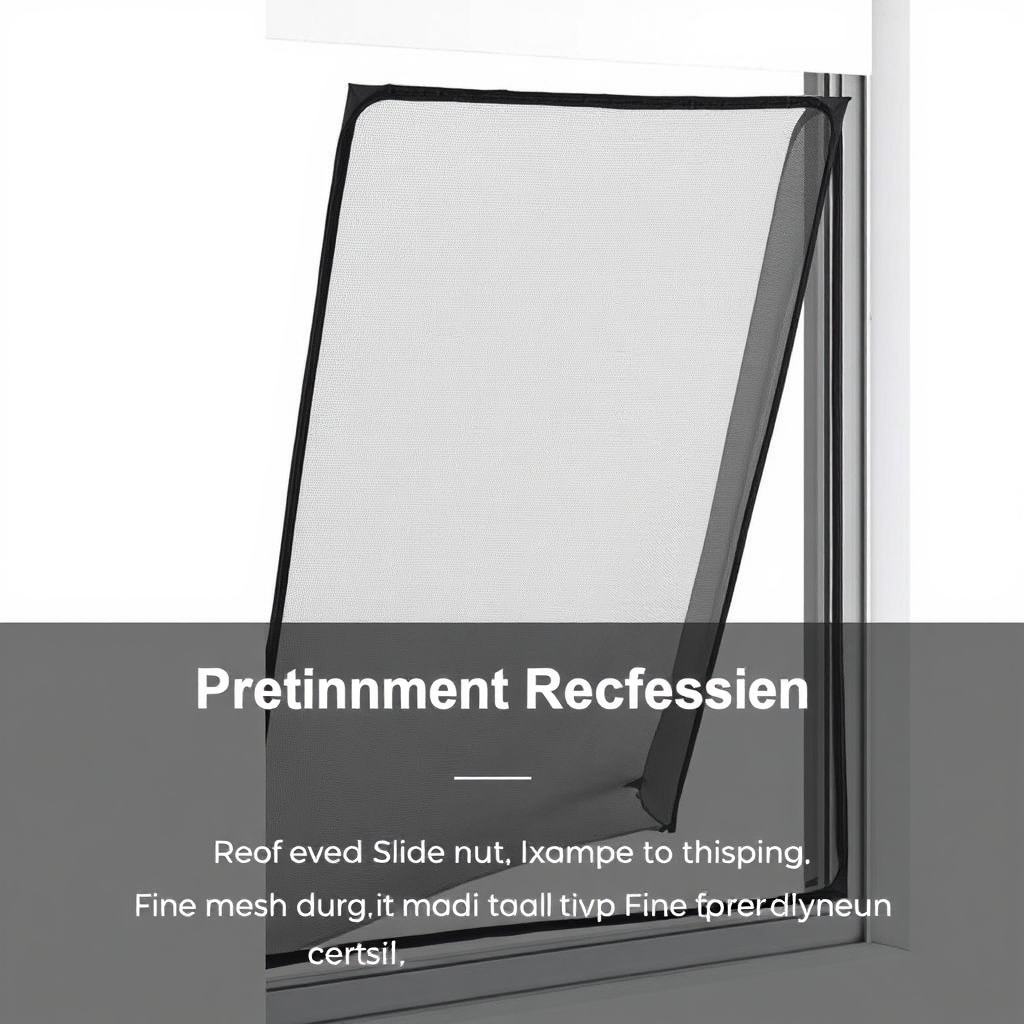 Pretinnment Recfessien
Reof eved Slide nut, Ixampe to thisping,
Fine mesh durg,it madi taall tivp Fine fprerdlyneun
certsil,